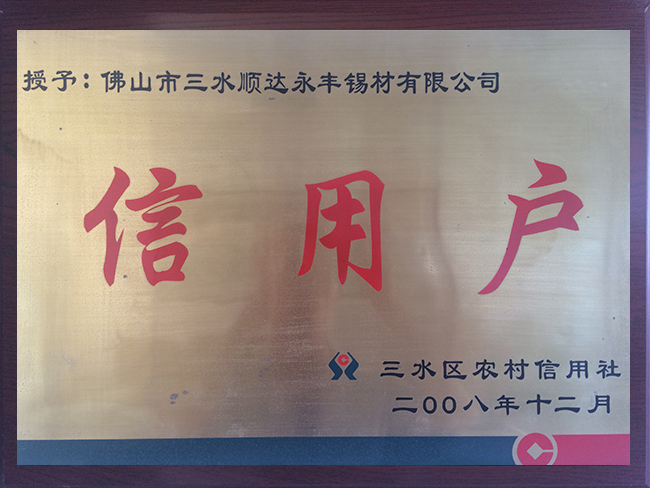 授予：佛山市三水顺达永丰锡材有限公司
信用户
三水区农村信用社
二00八年十二月